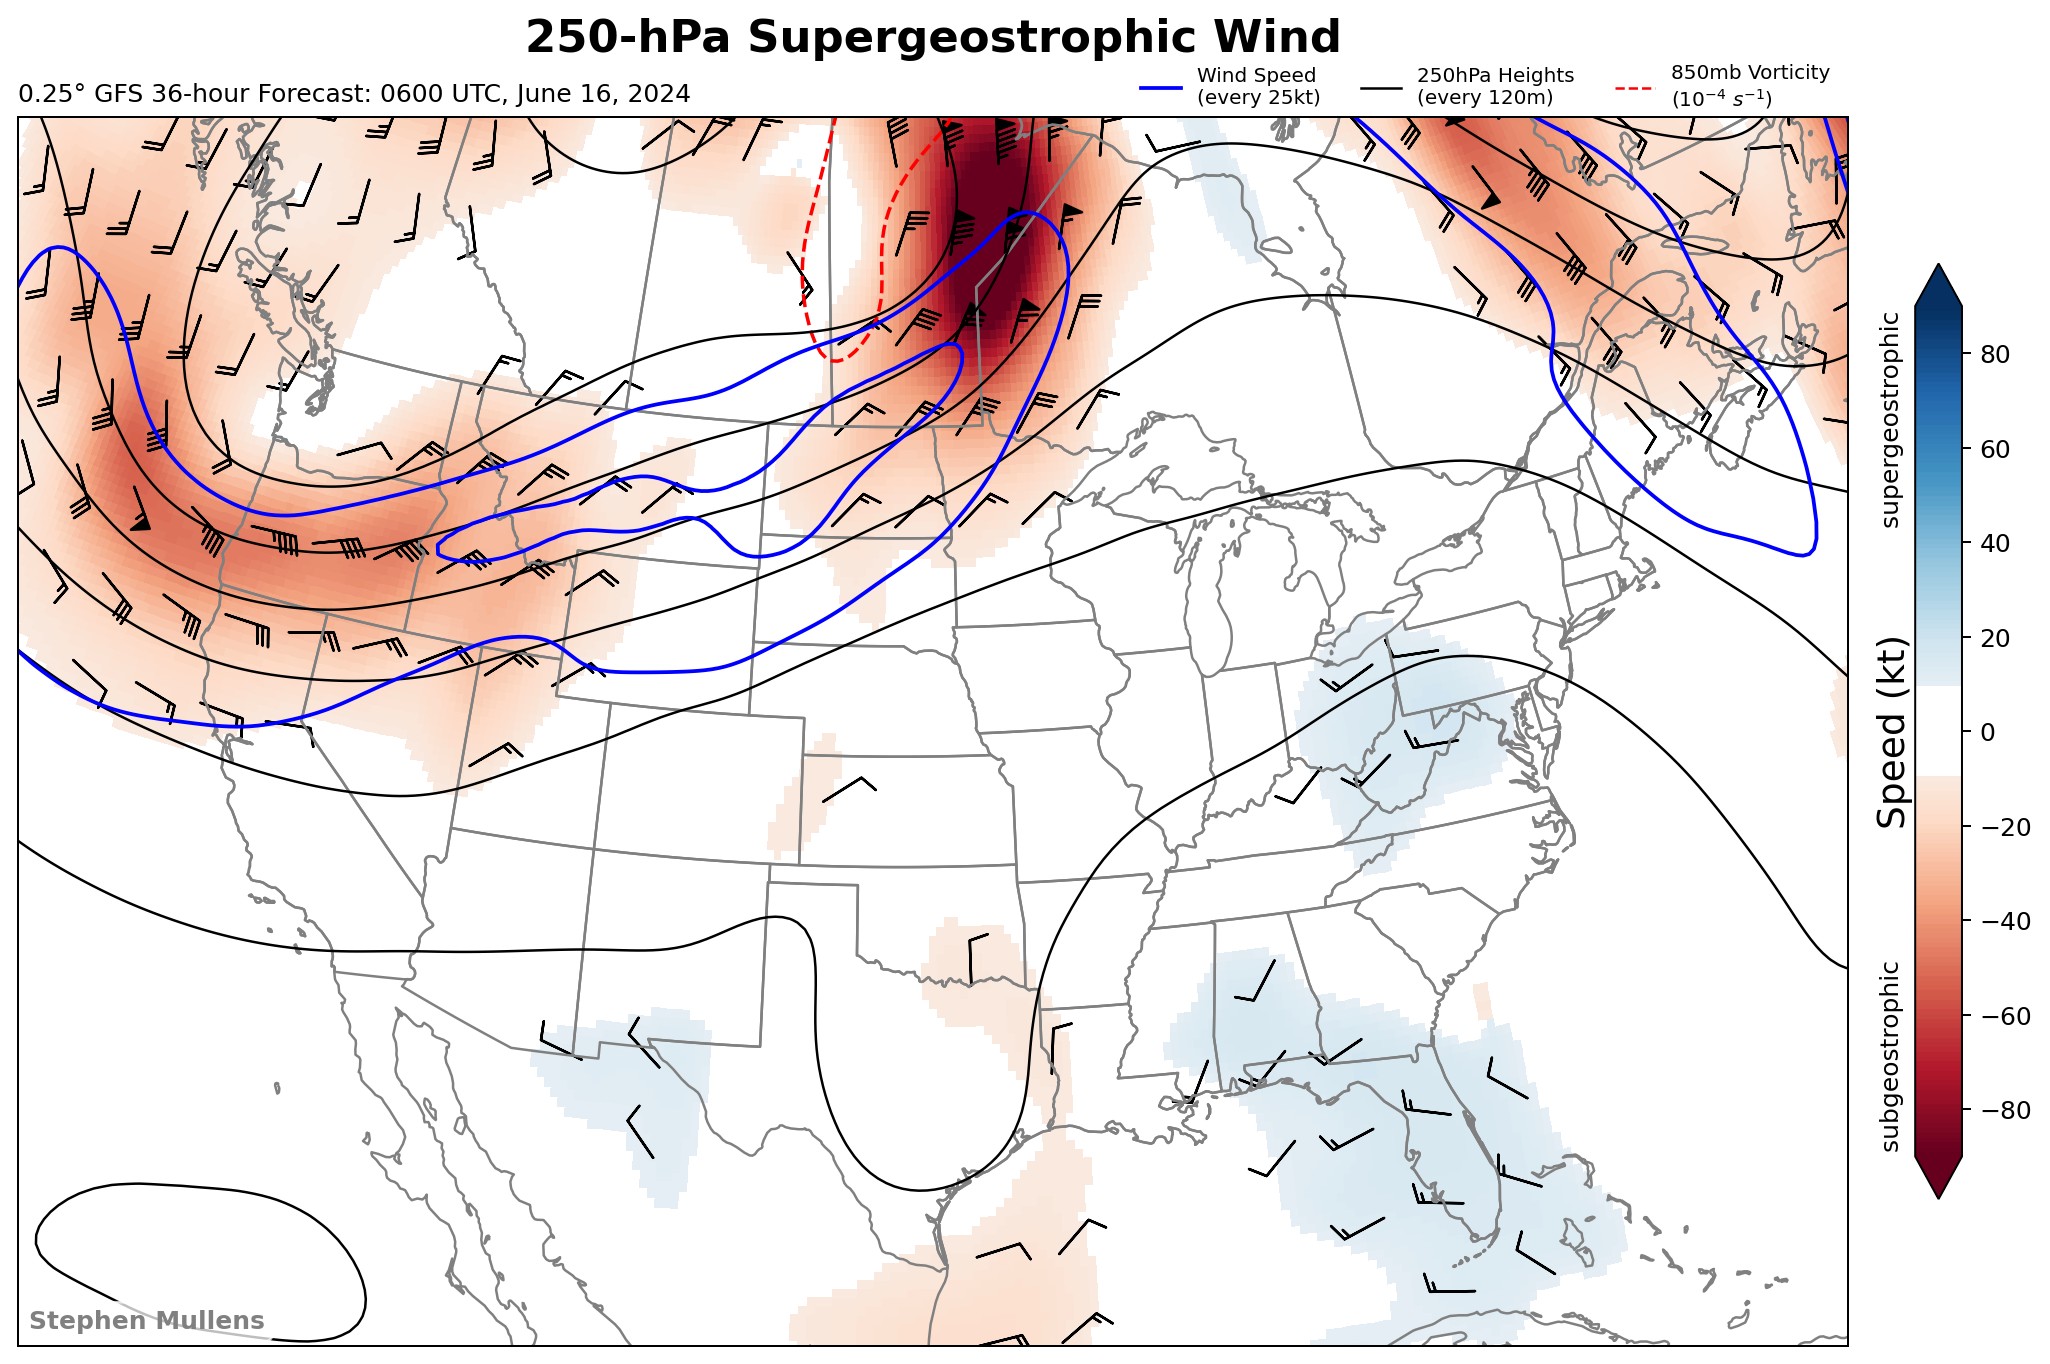 250-hPa Supergeostrophic Wind
0.25° GFS 36-hour Forecast: 0600 UTC, June 16, 2024
Wind Speed
(every 25kt)
250hPa Heights
(every 120m)
850mb Vorticity
(10⁻⁴ s⁻¹)
supergeostrophic
Speed (kt)
subgeostrophic
80
60
40
20
0
−20
−40
−60
−80
Stephen Mullens